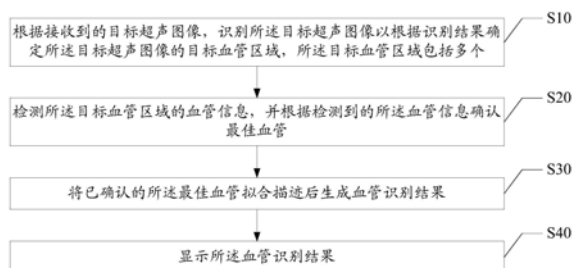 根据接收到的目标超声图像，识别所述目标超声图像以根据识别结果确
定所述目标超声图像的目标血管区域，所述目标血管区域包括多个
S10
检测所述目标血管区域的血管信息，并根据检测到的所述血管信息确认
最佳血管
S20
将已确认的所述最佳血管拟合描述后生成血管识别结果
S30
显示所述血管识别结果
S40